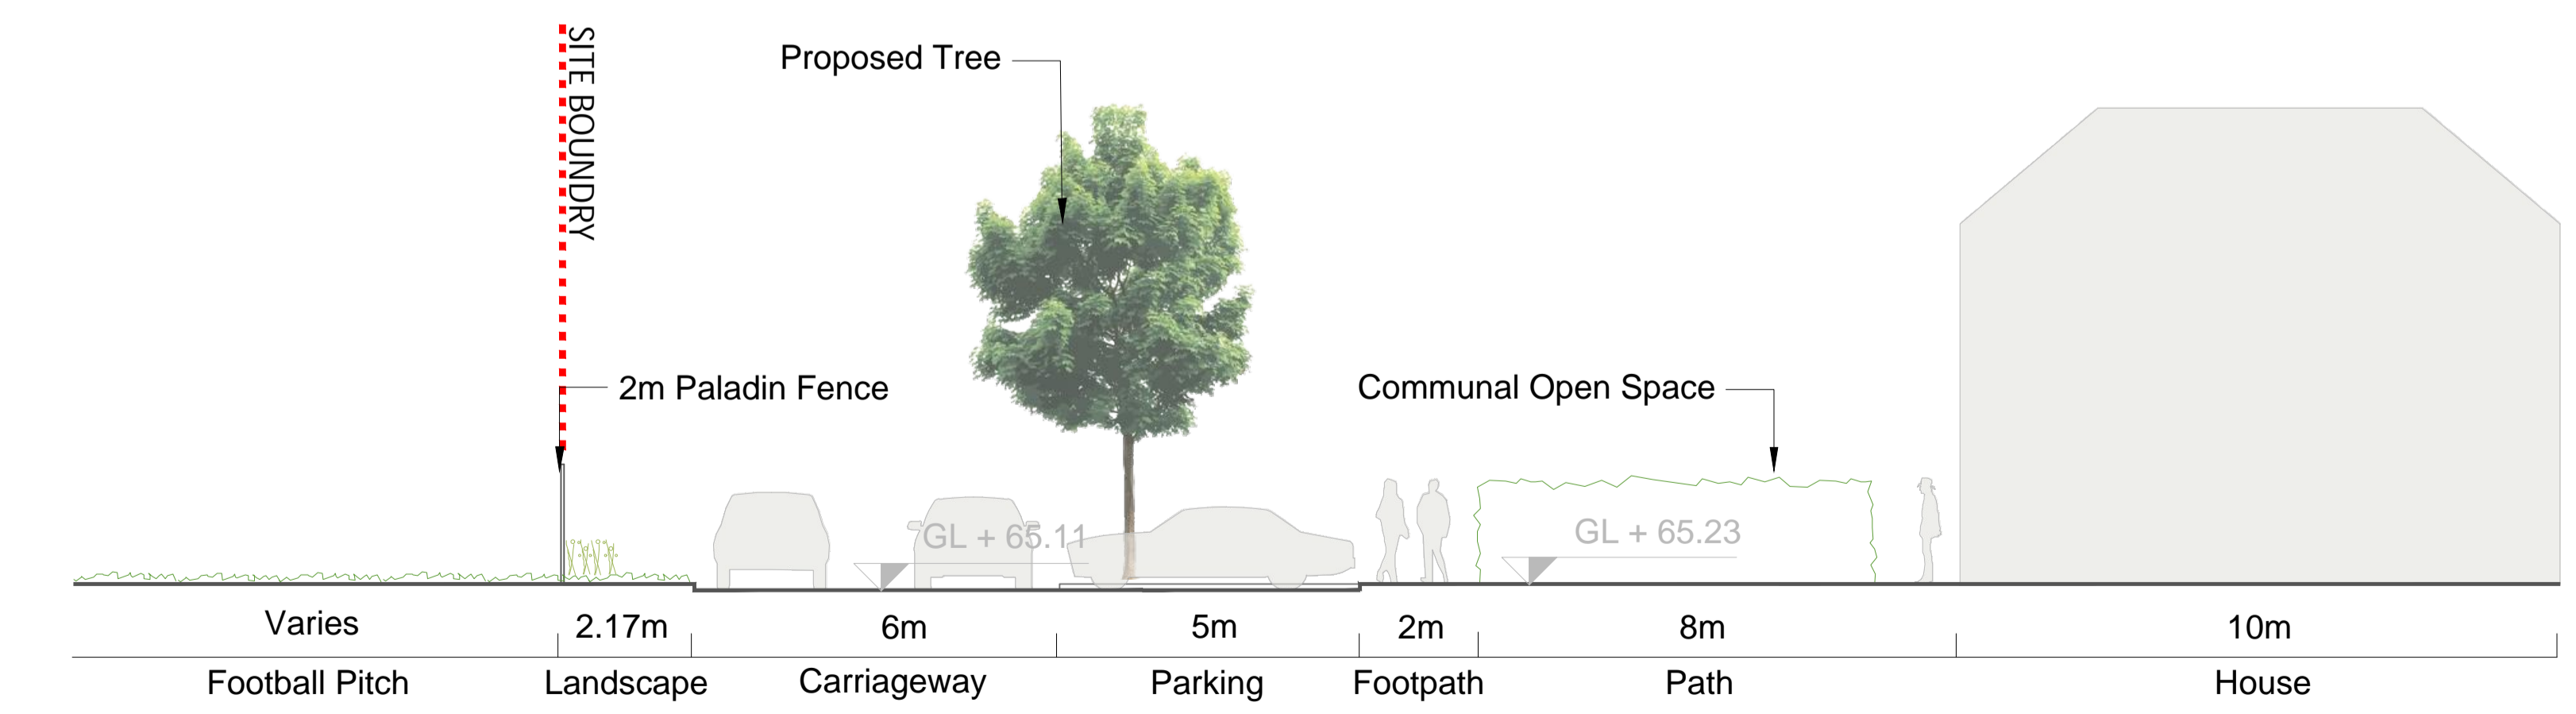 SITE BOUNDRY
Proposed Tree
2m Paladin Fence
Communal Open Space
GL + 65.11
GL + 65.23
Varies
2.17m
6m
5m
2m
8m
10m
Football Pitch
Landscape
Carriageway
Parking
Footpath
Path
House